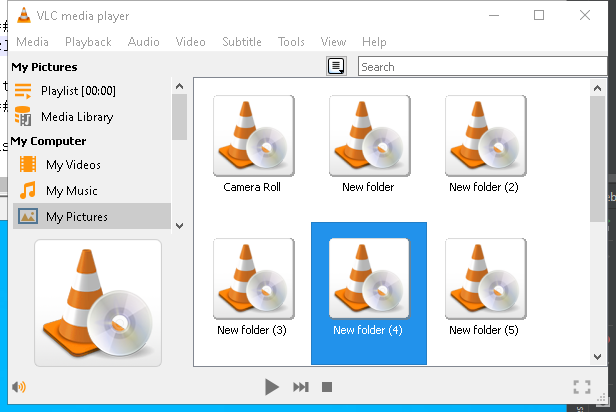 VLC media player
Media Playback Audio Video Subtitle Tools View Help
My Pictures
Search
Playlist [00:00]
Media Library
My Computer
My Videos
My Music
My Pictures
Camera Roll New folder New folder (2)
New folder (3) New folder (4) New folder (5)